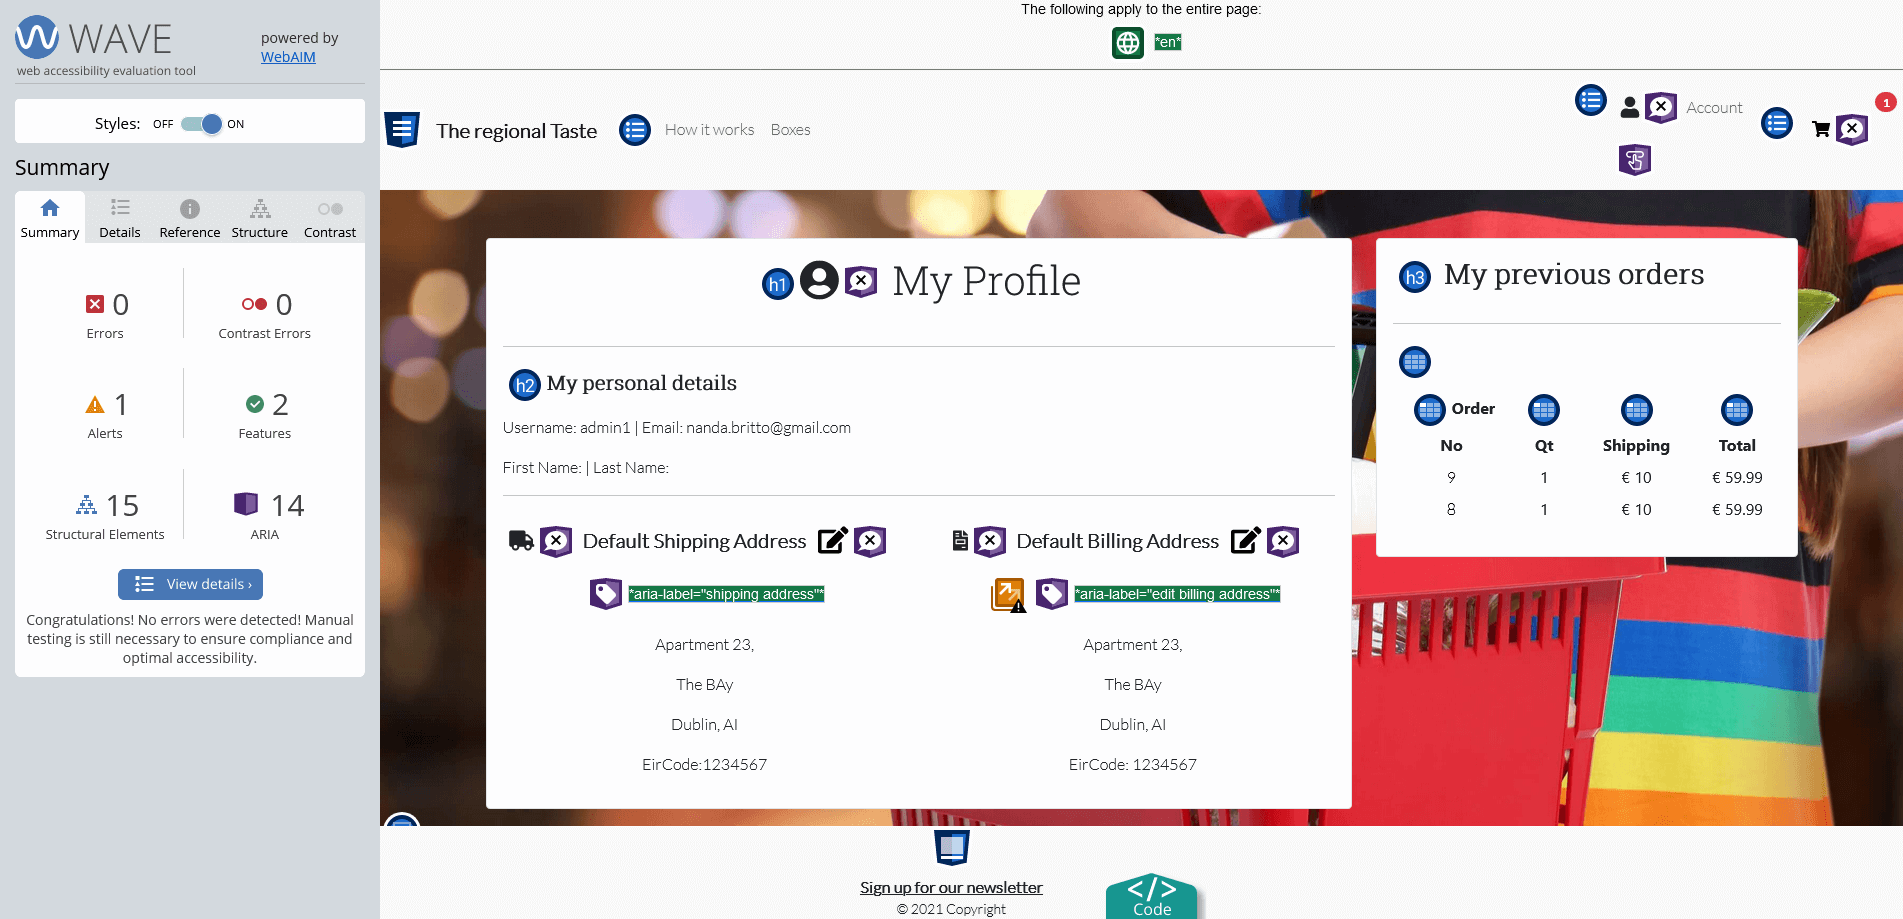 WAVE
powered by
WebAIM
web accessibility evaluation tool
Styles: OFF ON
Summary
Summary Details Reference Structure Contrast
0
Errors
0
Contrast Errors
1
Alerts
2
Features
15
Structural Elements
14
ARIA
View details ›
Congratulations! No errors were detected! Manual
testing is still necessary to ensure compliance and
optimal accessibility.
The following apply to the entire page:
*en*
The regional Taste
How it works Boxes
Account
1
h1 My Profile
h2 My personal details
Username: admin1 | Email: nanda.britto@gmail.com
First Name: | Last Name:
Default Shipping Address
*aria-label="shipping address"*
Apartment 23,
The BAy
Dublin, AI
EirCode:1234567
Default Billing Address
*aria-label="edit billing address"*
Apartment 23,
The BAy
Dublin, AI
EirCode: 1234567
h3 My previous orders
Order
No Qt Shipping Total
9 1 € 10 € 59.99
8 1 € 10 € 59.99
Sign up for our newsletter
© 2021 Copyright
</>
Code